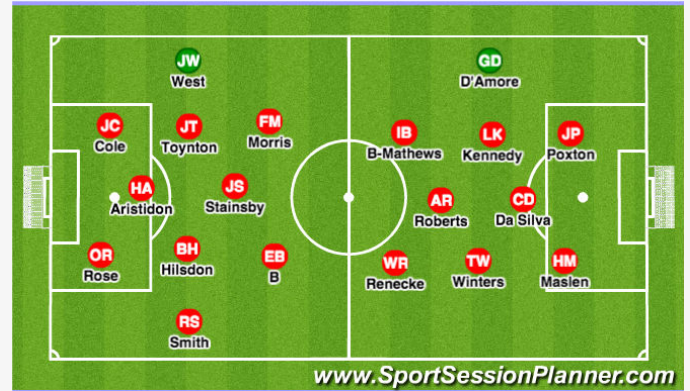 JW
West
GD
D'Amore
JC
Cole
JT
Toynton
FM
Morris
IB
B-Mathews
LK
Kennedy
JP
Poxton
HA
Aristidon
JS
Stainsby
AR
Roberts
CD
Da Silva
OR
Rose
BH
Hilsdon
EB
B
WR
Renecke
TW
Winters
HM
Maslen
RS
Smith
www.SportSessionPlanner.com